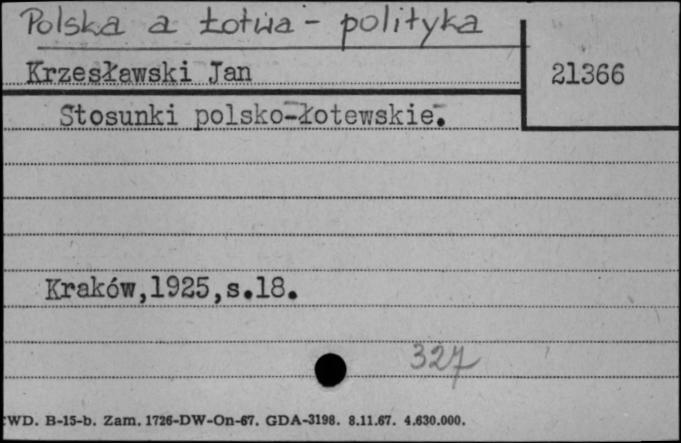 Polska a Łotwa - polityka
Krzesławski Jan
21366
Stosunki polsko-łotewskie.
Kraków,1925,s.18.
327
WD. B-15-b. Zam. 1726-DW-On-67. GDA-3198. 8.11.67. 4.630.000.